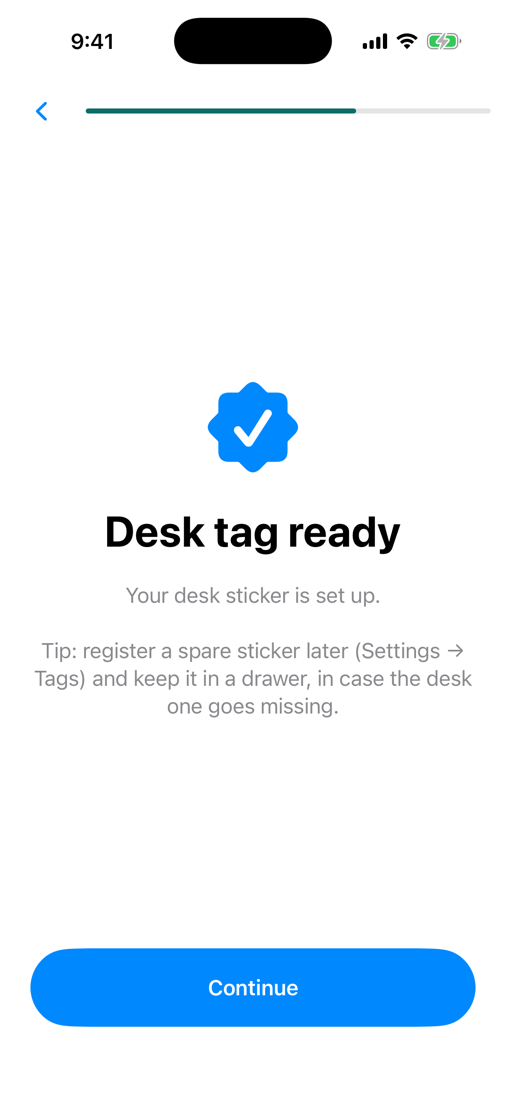 9:41
Desk tag ready
Your desk sticker is set up.
Tip: register a spare sticker later (Settings →
Tags) and keep it in a drawer, in case the desk
one goes missing.
Continue